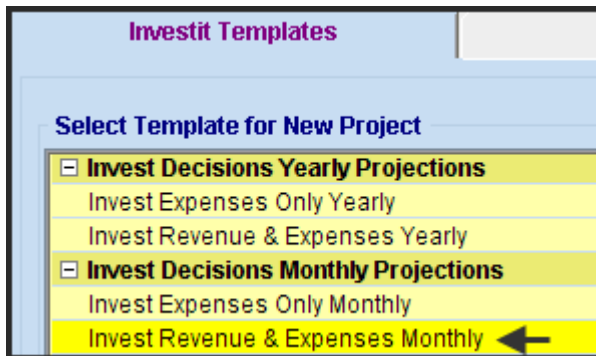 Investit Templates
Select Template for New Project
Invest Decisions Yearly Projections
Invest Expenses Only Yearly
Invest Revenue & Expenses Yearly
Invest Decisions Monthly Projections
Invest Expenses Only Monthly
Invest Revenue & Expenses Monthly